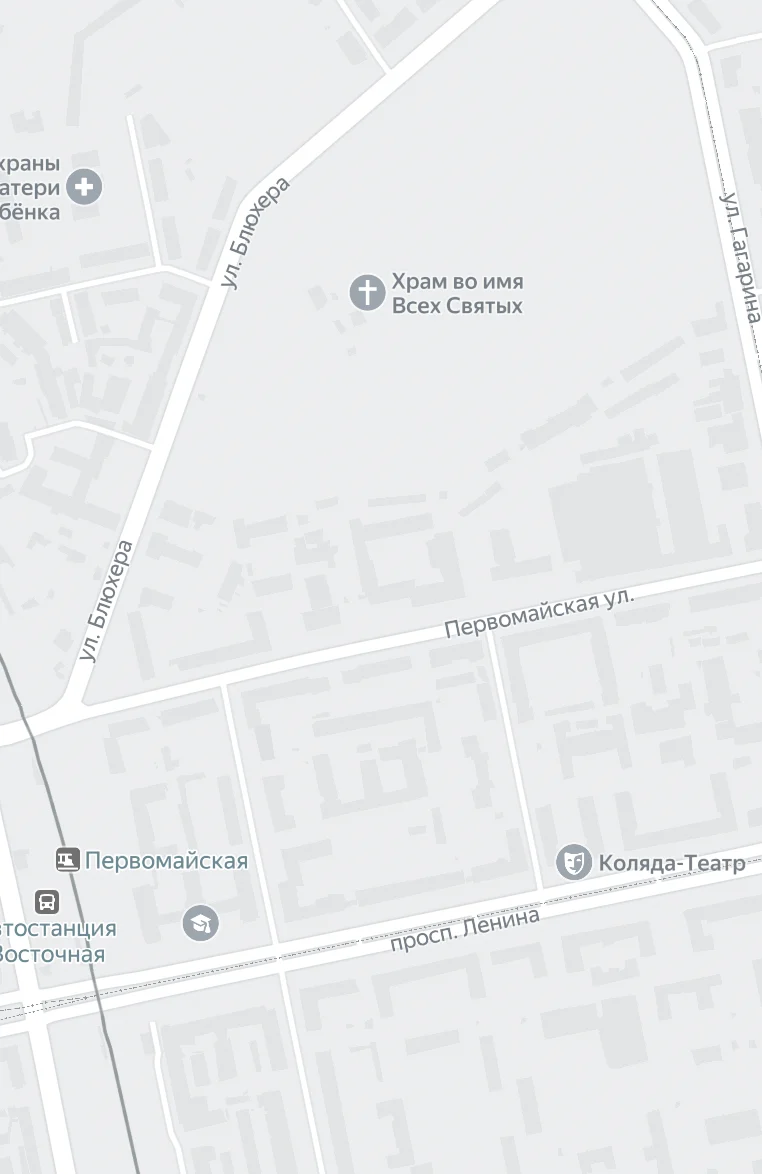 храны
атери
бёнка
ул. Блюхера
Храм во имя
Всех Святых
ул. Гагарина
ул. Блюхера
Первомайская ул.
Первомайская
Коляда-Театр
втостанция
Восточная
просп. Ленина